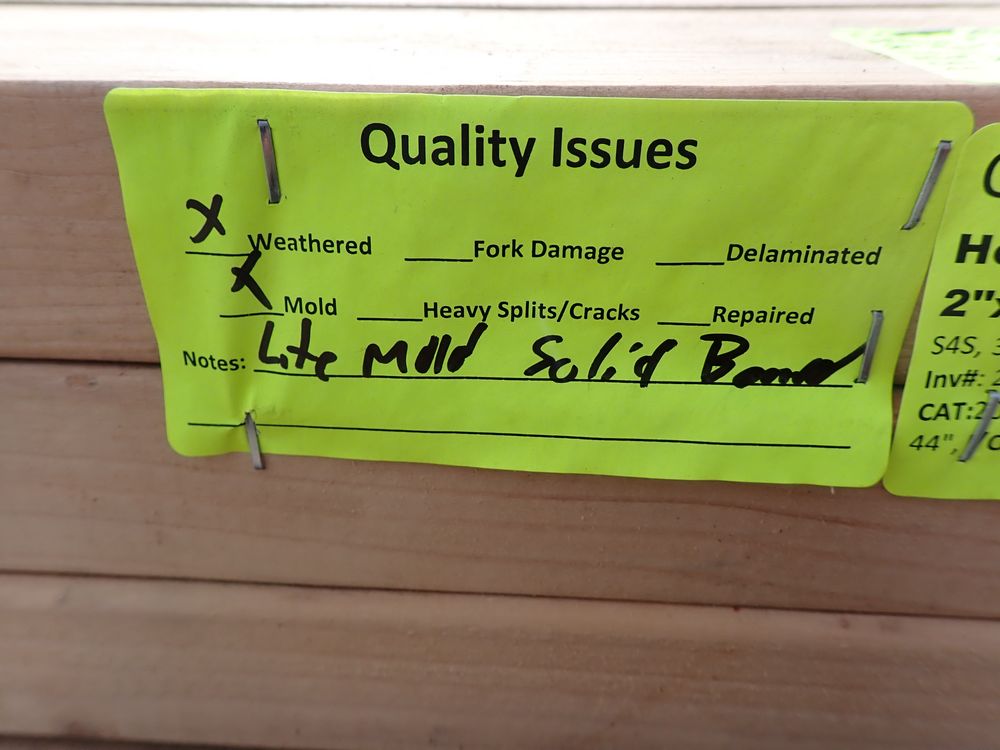 Quality Issues
X Weathered ____Fork Damage ____Delaminated
X Mold ____Heavy Splits/Cracks ____Repaired
Notes: Lite Mold Solid
2"
S4S,
Inv#:
CAT:
44",